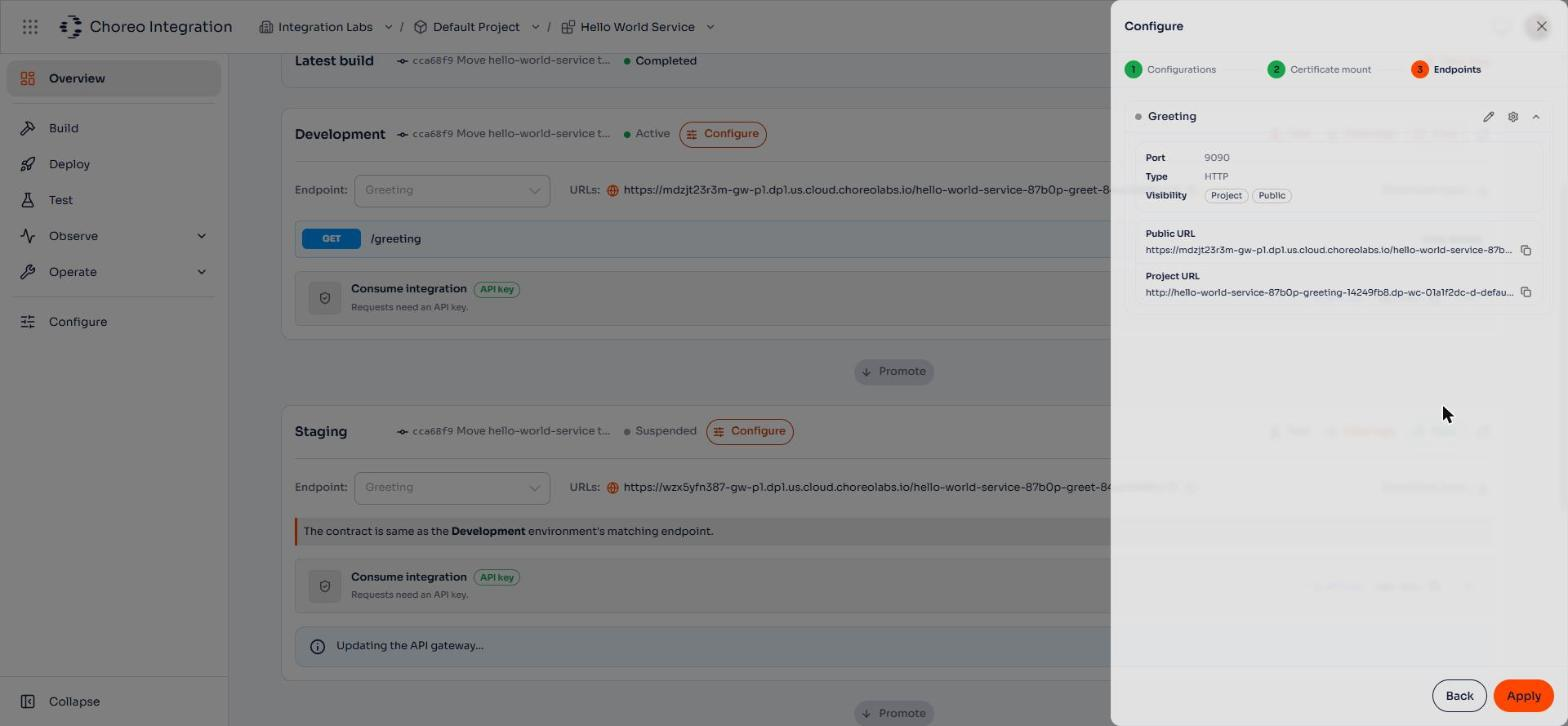 Choreo Integration
Integration Labs / Default Project / Hello World Service
Overview
Build
Deploy
Test
Observe
Operate
Configure
Collapse
Latest build cca68f9 Move hello-world-service t... Completed
Development cca68f9 Move hello-world-service t... Active Configure
Endpoint: Greeting URLs: https://mdzjt23r3m-gw-p1.dp1.us.cloud.choreolabs.io/hello-world-service-87b0p-greet-84
GET /greeting
Consume integration API key
Requests need an API key.
Promote
Staging cca68f9 Move hello-world-service t... Suspended Configure
Endpoint: Greeting URLs: https://wzx5yfn387-gw-p1.dp1.us.cloud.choreolabs.io/hello-world-service-87b0p-greet-84
The contract is same as the Development environment's matching endpoint.
Consume integration API key
Requests need an API key.
Updating the API gateway...
Promote
Configure
1 Configurations 2 Certificate mount 3 Endpoints
Greeting
Port 9090
Type HTTP
Visibility Project Public
Public URL
https://mdzjt23r3m-gw-p1.dp1.us.cloud.choreolabs.io/hello-world-service-87b...
Project URL
http://hello-world-service-87b0p-greeting-14249fb8.dp-wc-01a1f2dc-d-defau...
Back Apply